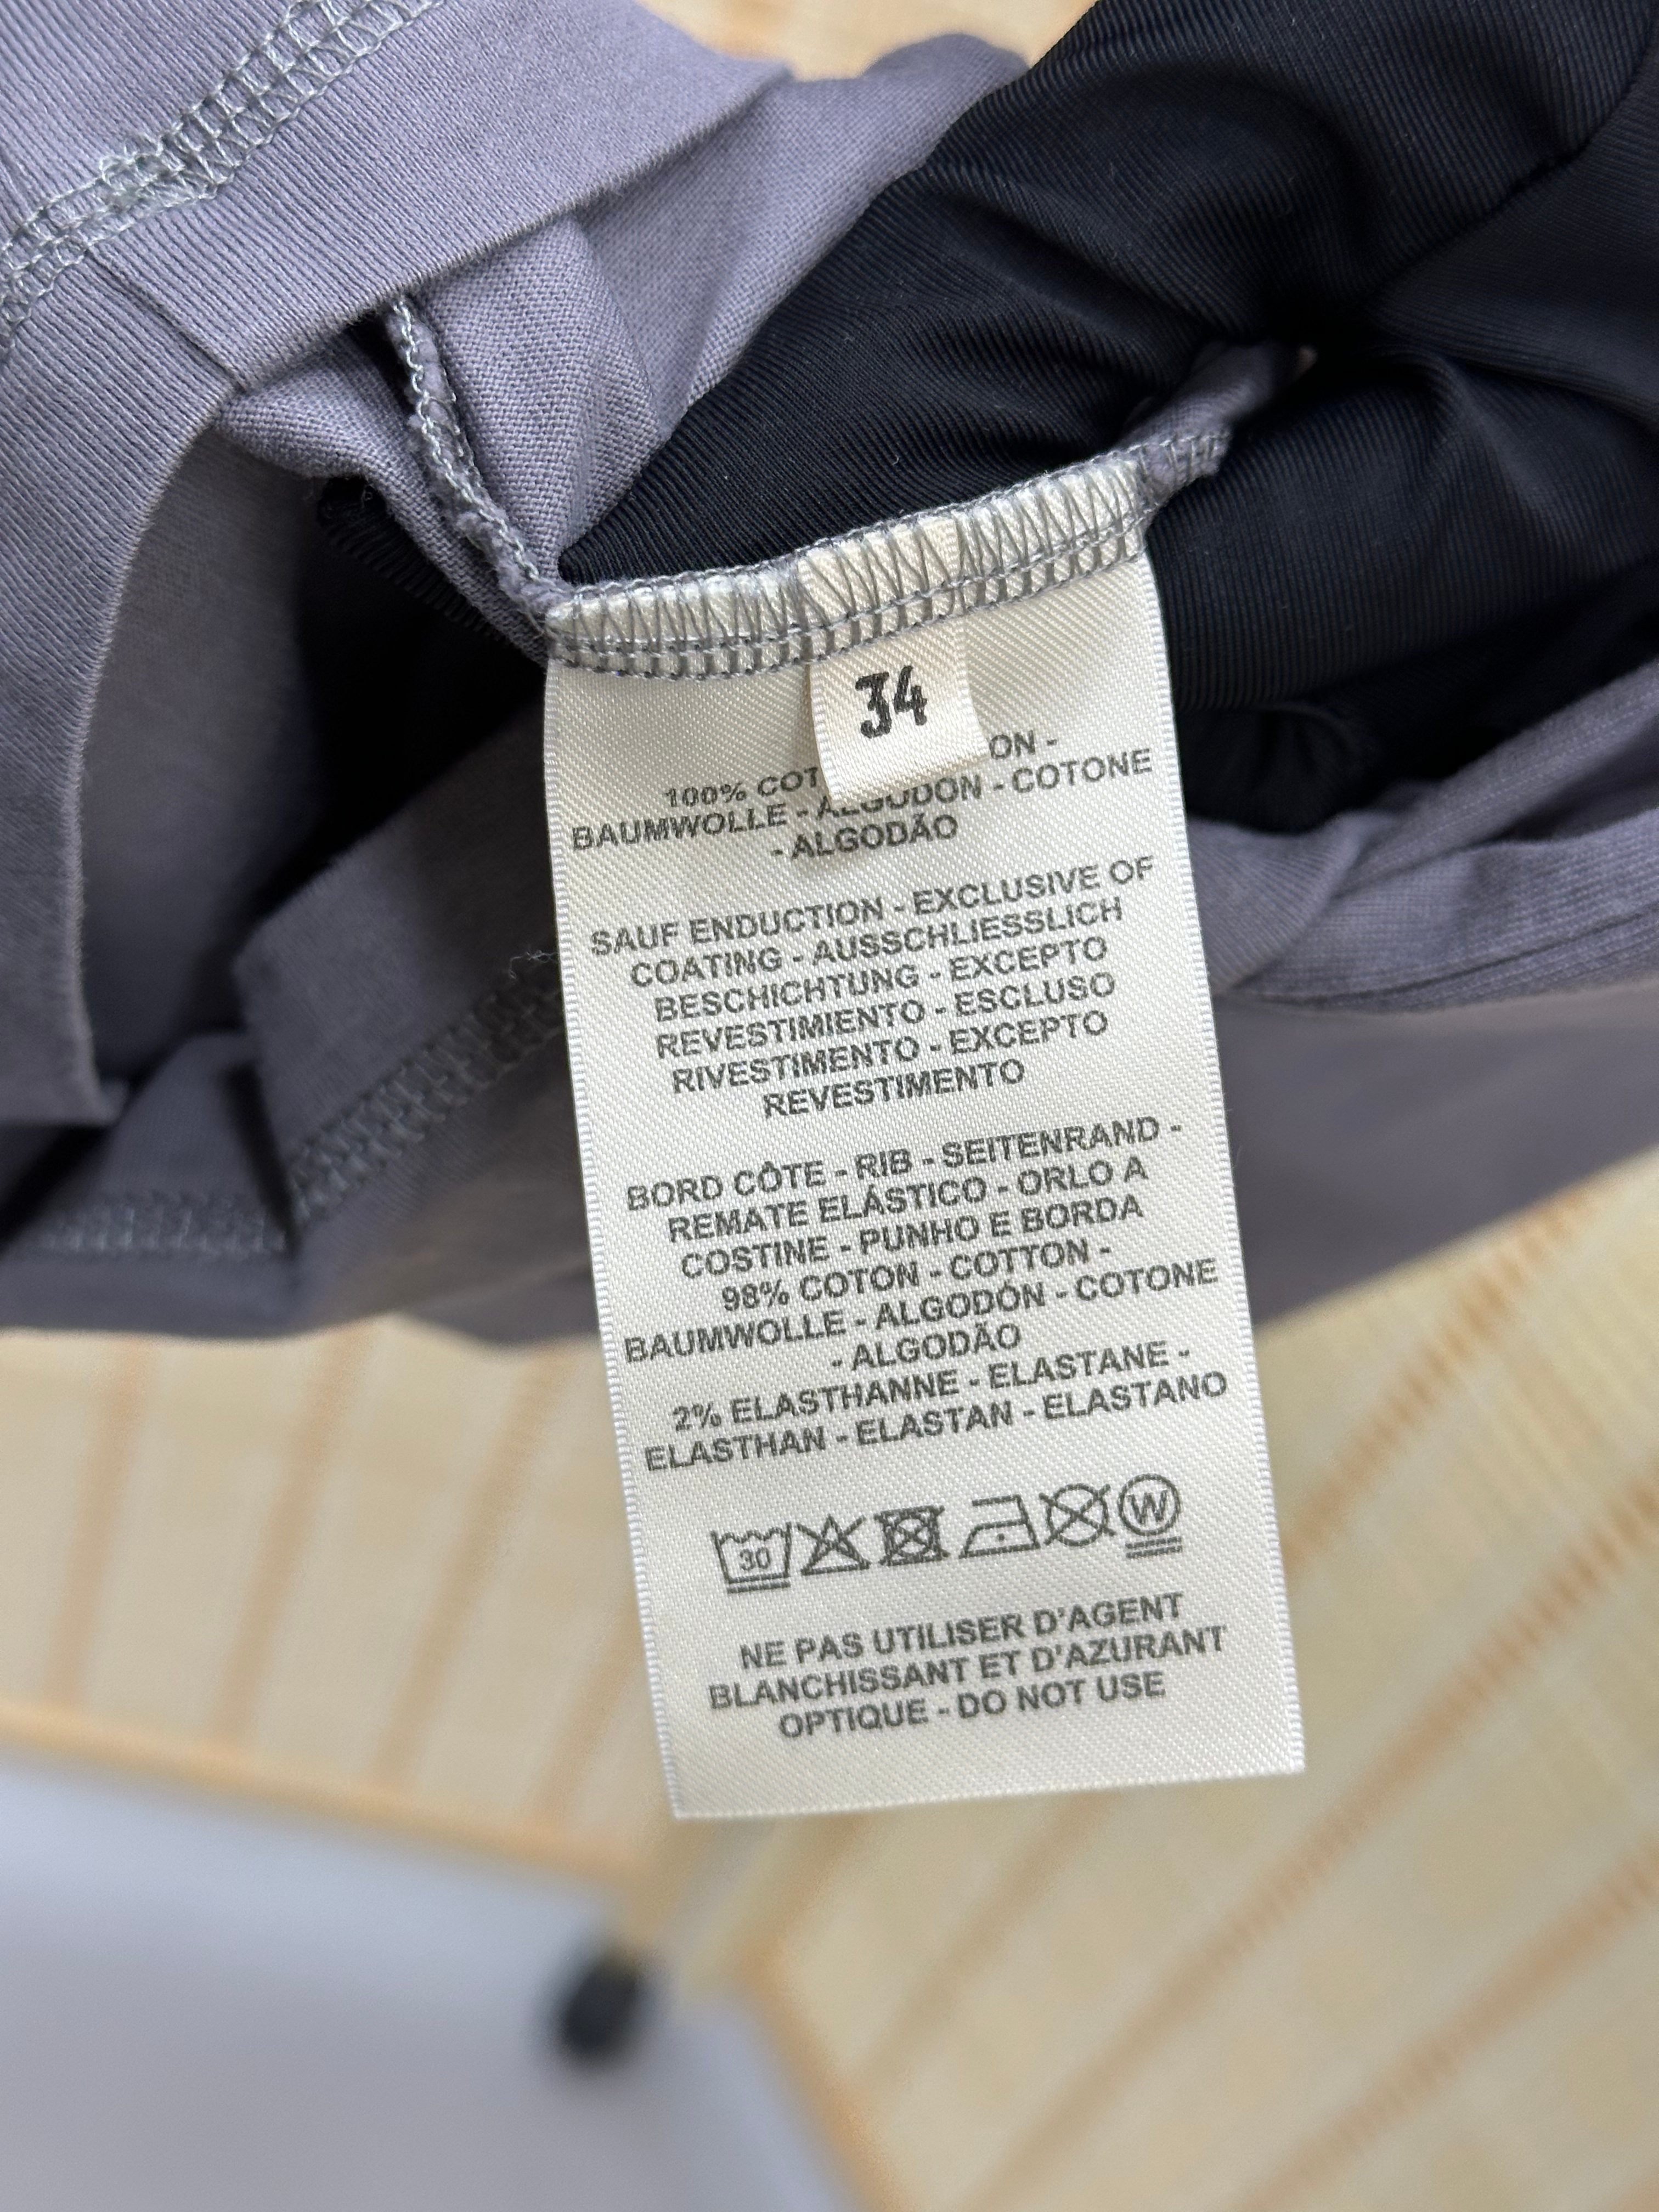 34
100% COT ON -
BAUMWOLLE - ALGODÓN - COTONE
- ALGODÃO
SAUF ENDUCTION - EXCLUSIVE OF
COATING - AUSSCHLIESSLICH
BESCHICHTUNG - EXCEPTO
REVESTIMIENTO - ESCLUSO
RIVESTIMENTO - EXCEPTO
REVESTIMENTO
BORD CÔTE - RIB - SEITENRAND -
REMATE ELÁSTICO - ORLO A
COSTINE - PUNHO E BORDA
98% COTON - COTTON -
BAUMWOLLE - ALGODÓN - COTONE
- ALGODÃO
2% ELASTHANNE - ELASTANE -
ELASTHAN - ELASTAN - ELASTANO
30 W
NE PAS UTILISER D'AGENT
BLANCHISSANT ET D'AZURANT
OPTIQUE - DO NOT USE